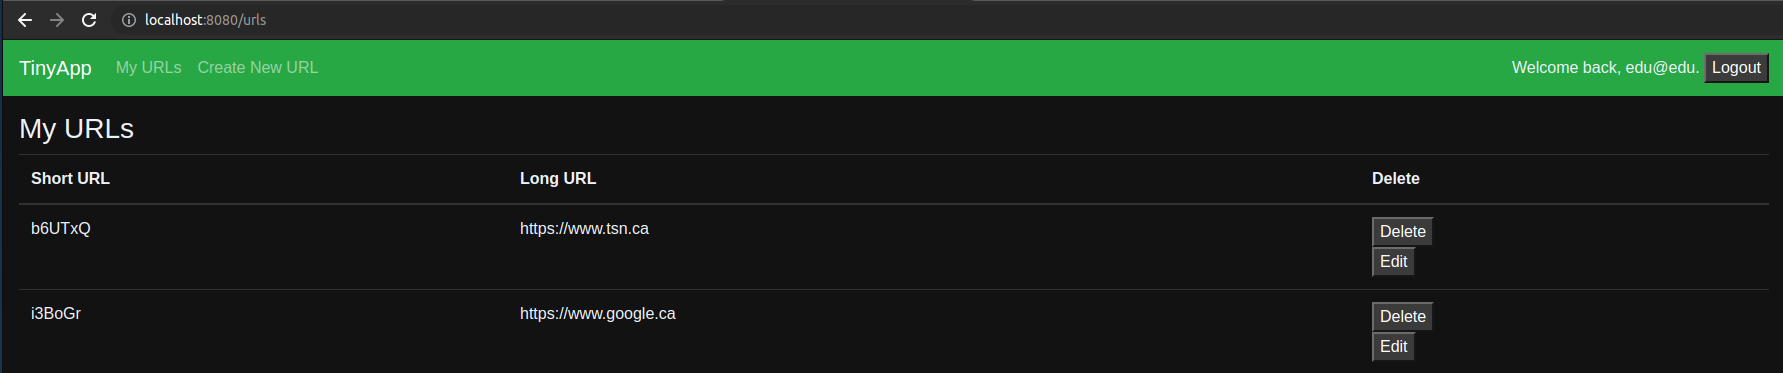 localhost:8080/urls
TinyApp My URLs Create New URL Welcome back, edu@edu. Logout
My URLs
Short URL Long URL Delete
b6UTxQ https://www.tsn.ca Delete
Edit
i3BoGr https://www.google.ca Delete
Edit